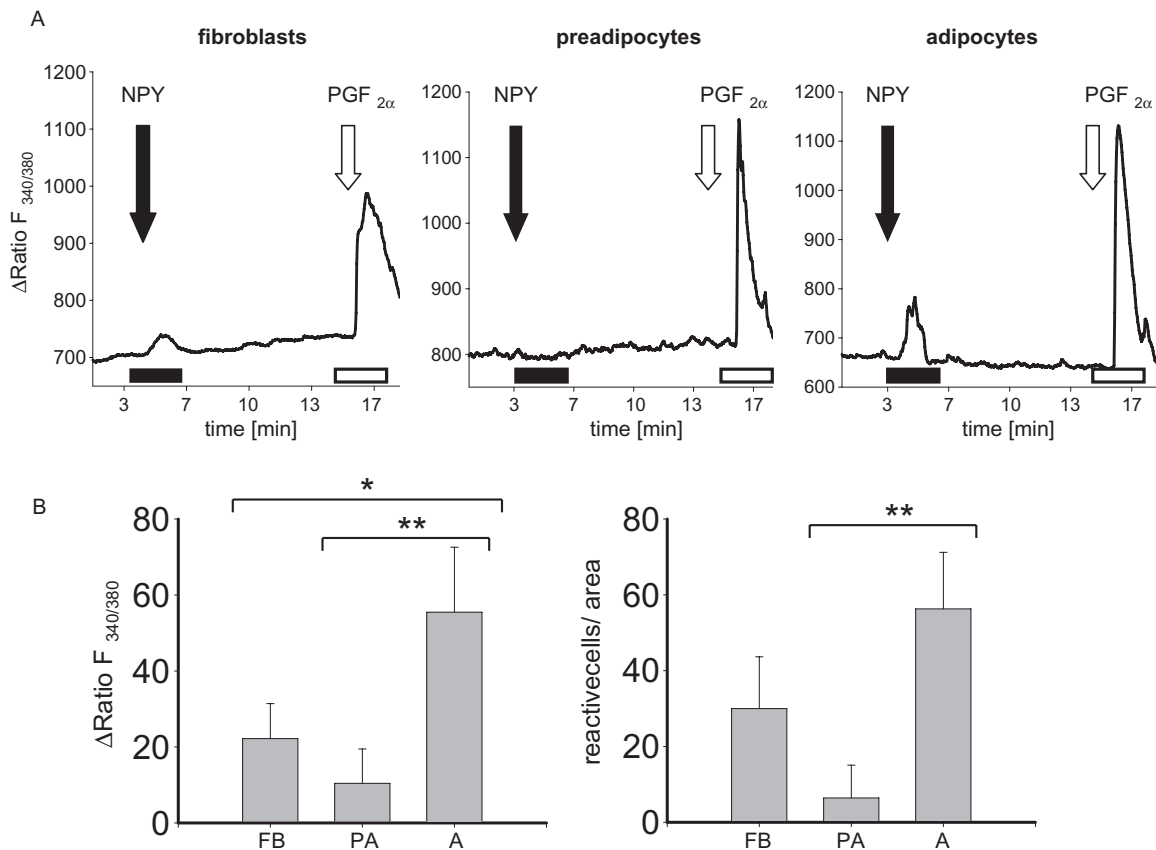 A
fibroblasts preadipocytes adipocytes
1200 1200 1200
NPY PGF 2α NPY PGF 2α NPY PGF 2α
1100 1100 1100
1000 1000 1000
900 900 900
800 800 800
700 700
600
ΔRatio F 340/380
3 7 10 13 17 3 7 10 13 17 3 7 10 13 17
time [min] time [min] time [min]
B
* 
** **
80 80
60 60
40 40
20 20
0 0
ΔRatio F 340/380 reactivecells/ area
FB PA A FB PA A